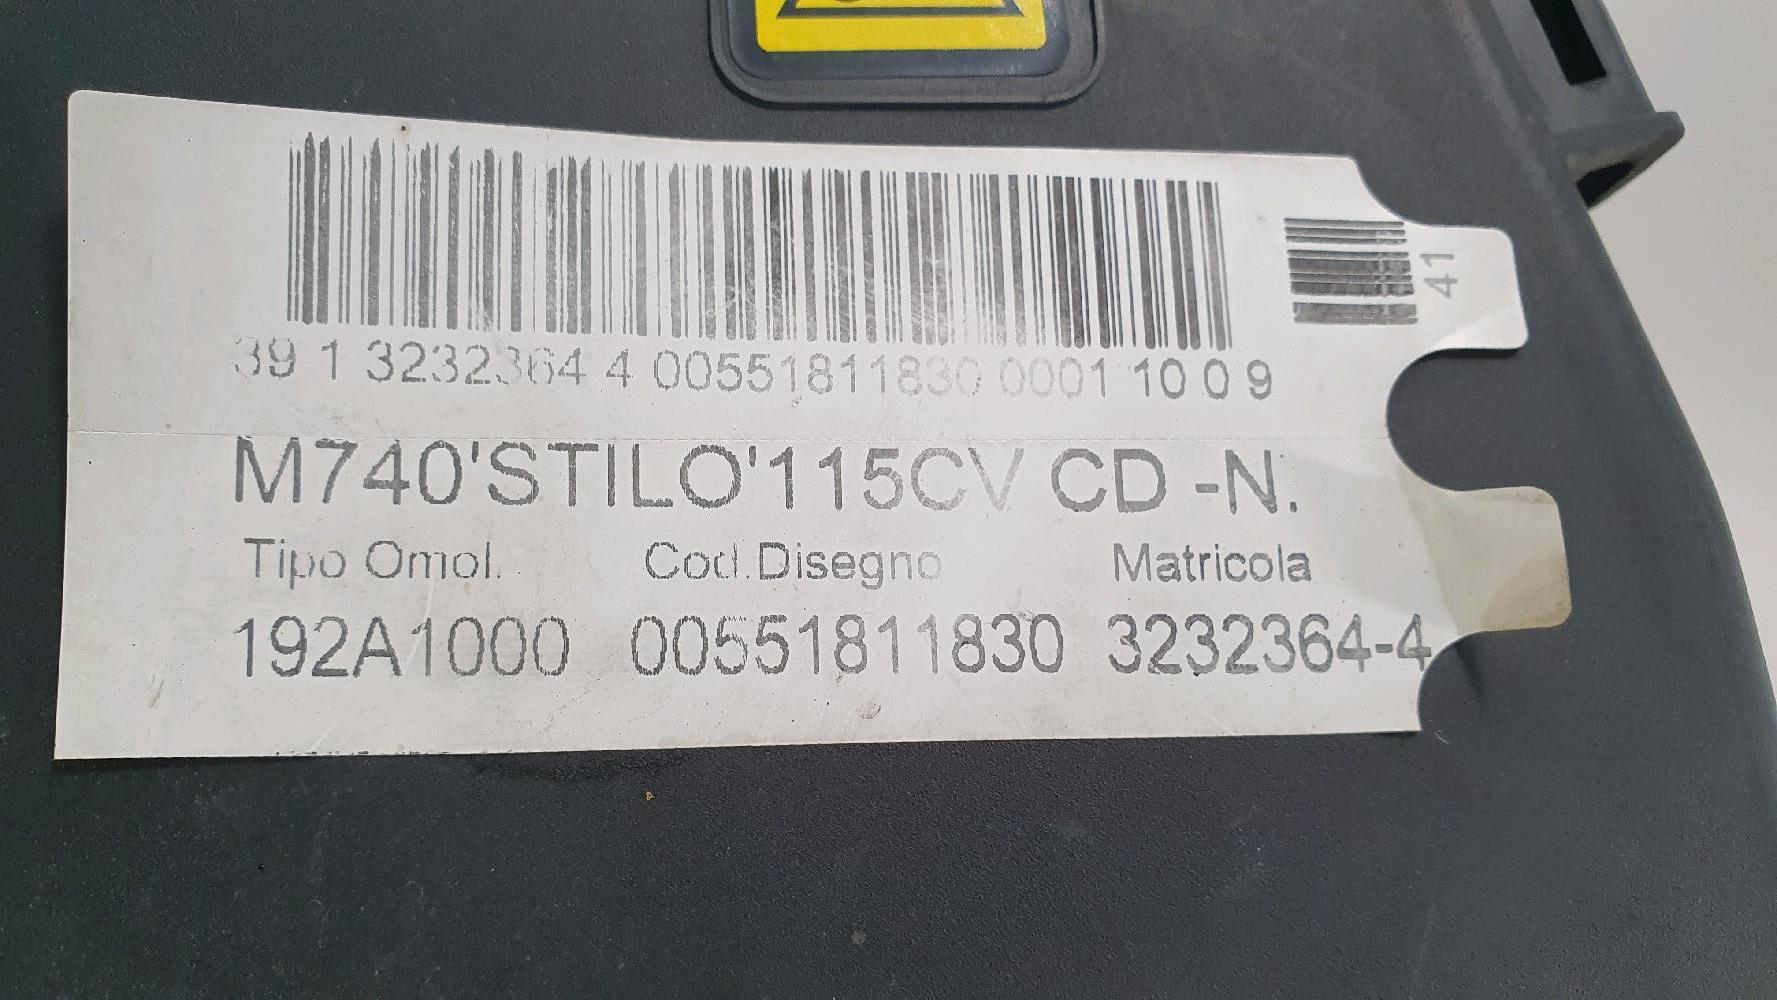 39 1 3232364 4 00551811830 0001 10 0 9
41
M740'STILO'115CV CD -N.
Tipo Omol. Cod.Disegno Matricola
192A1000 00551811830 3232364-4